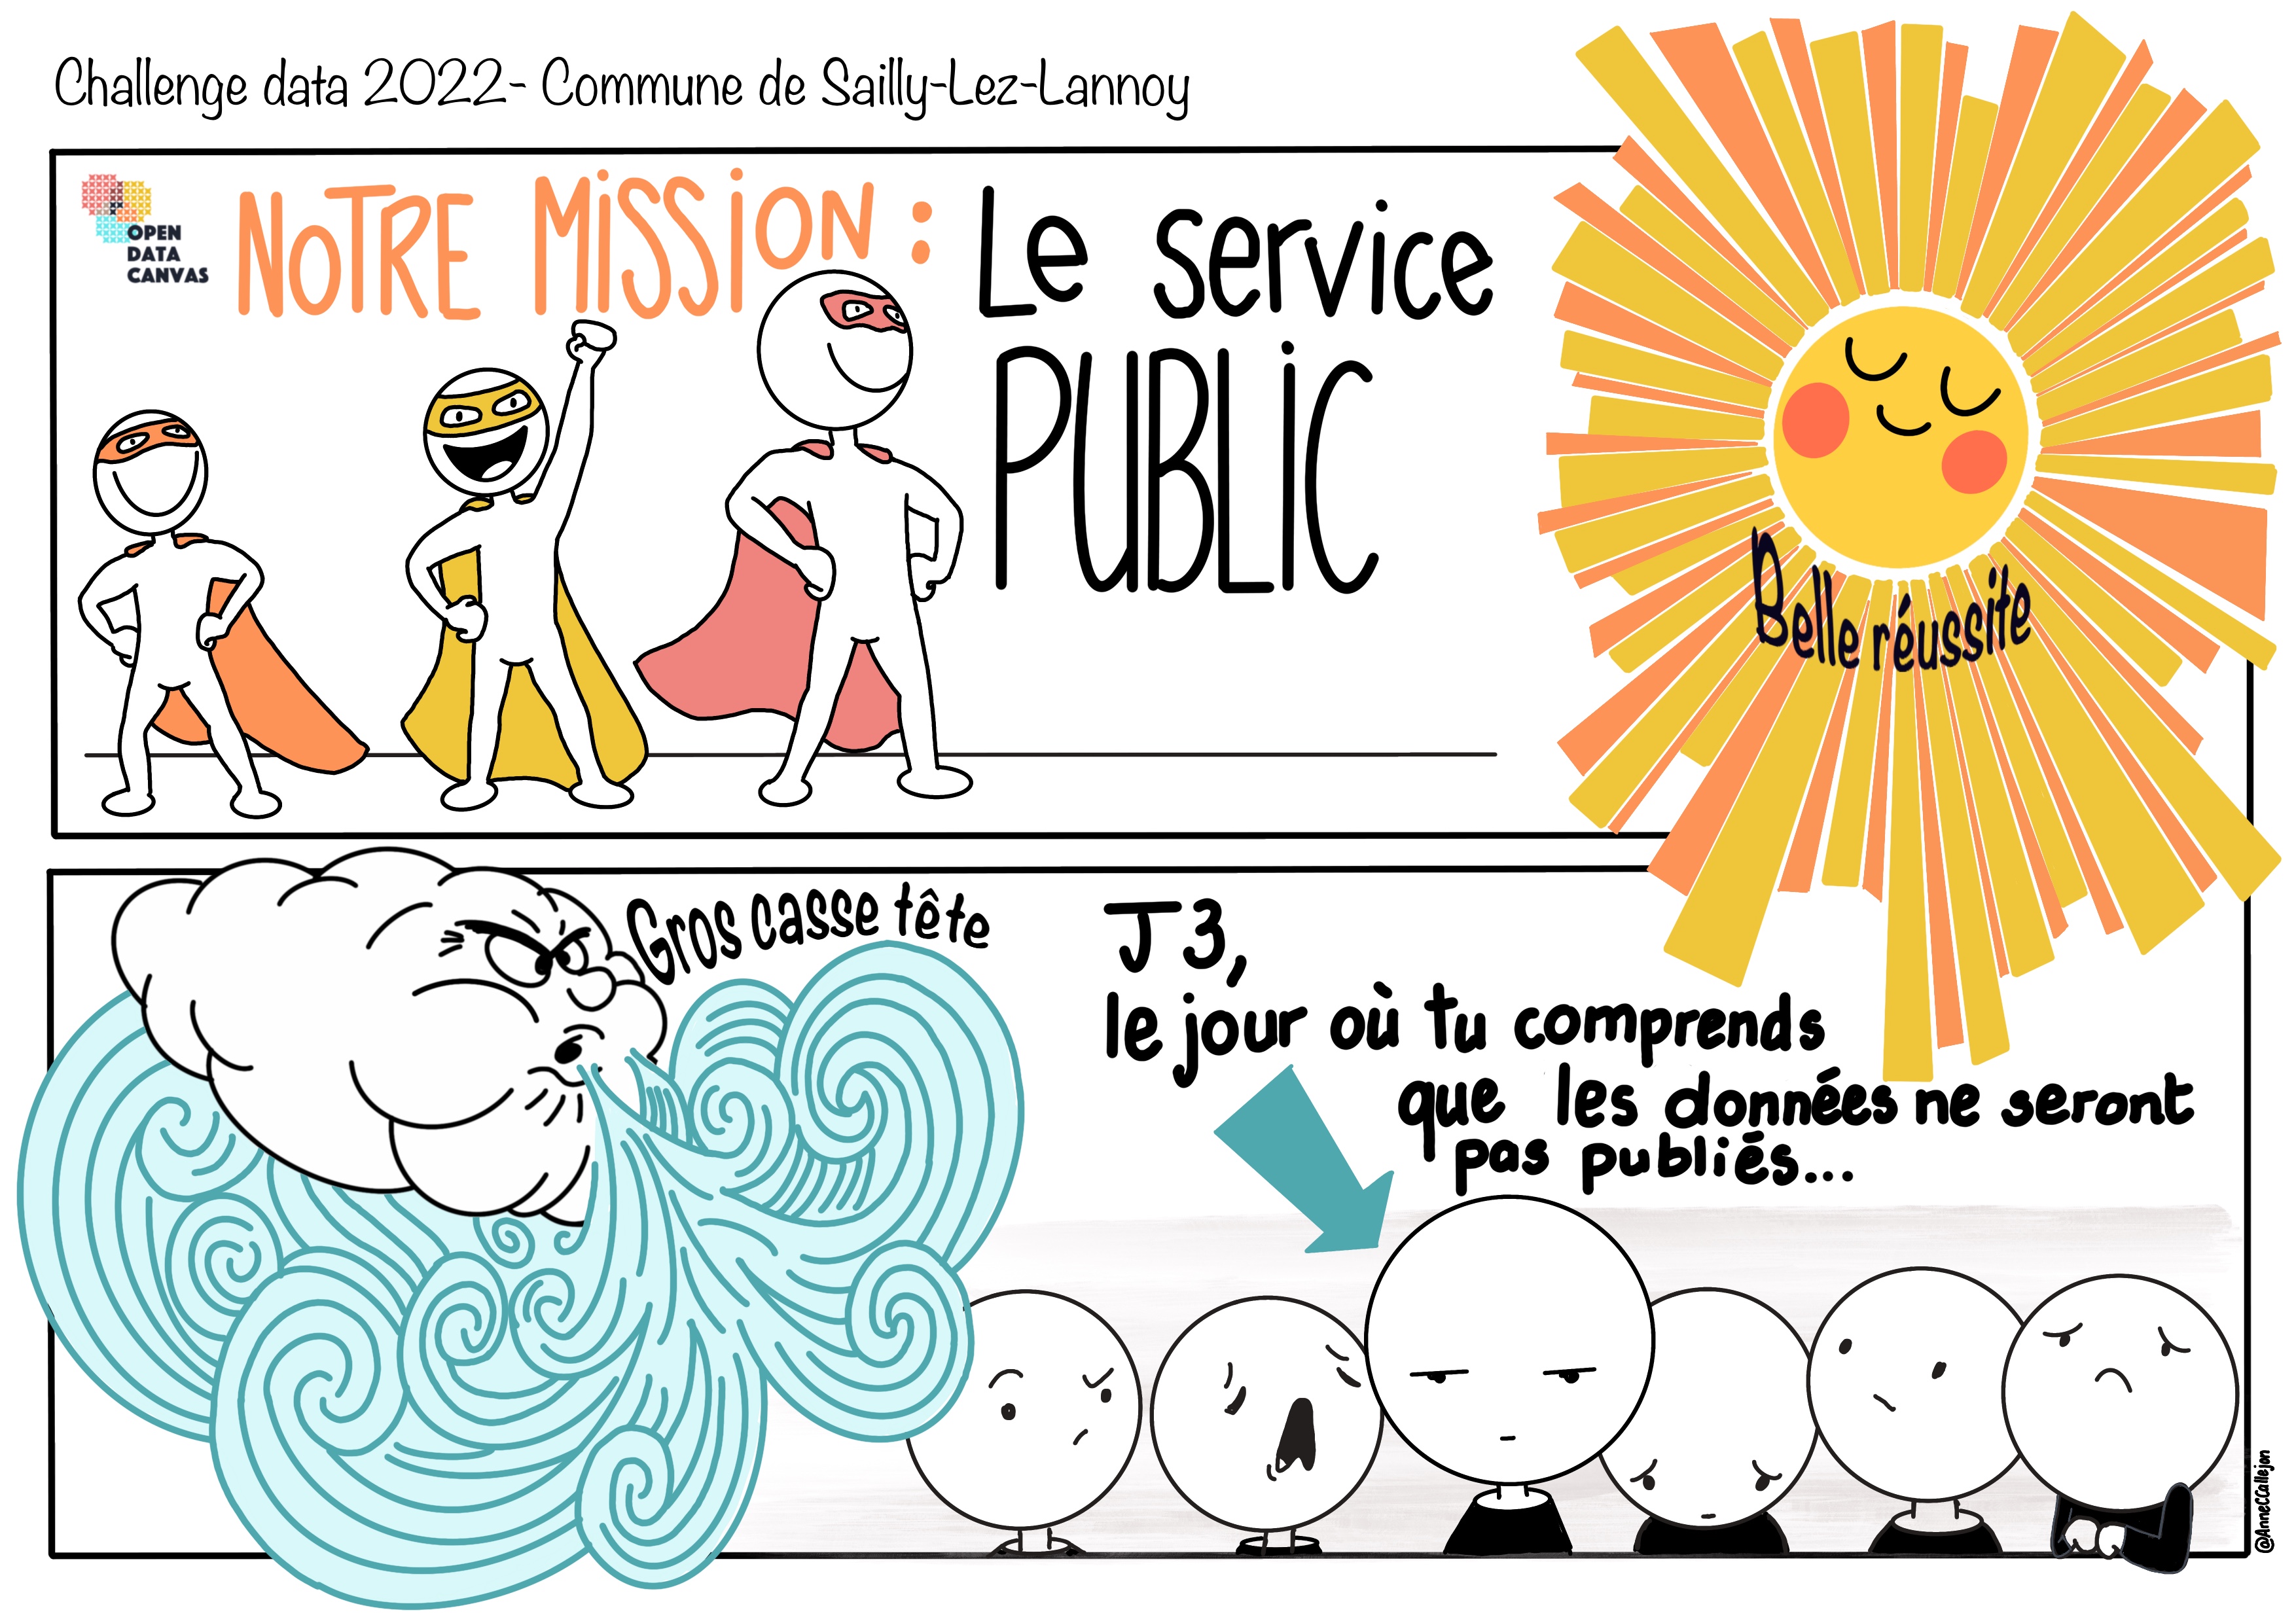 Challenge data 2022- Commune de Sailly-Lez-Lannoy
OPEN
DATA
CANVAS
NOTRE MISSION :
Le service
PUBLIC
Belle réussite
Gros casse tête
J3,
le jour où tu comprends
que les données ne seront
pas publiés...
@AnneCCallejon